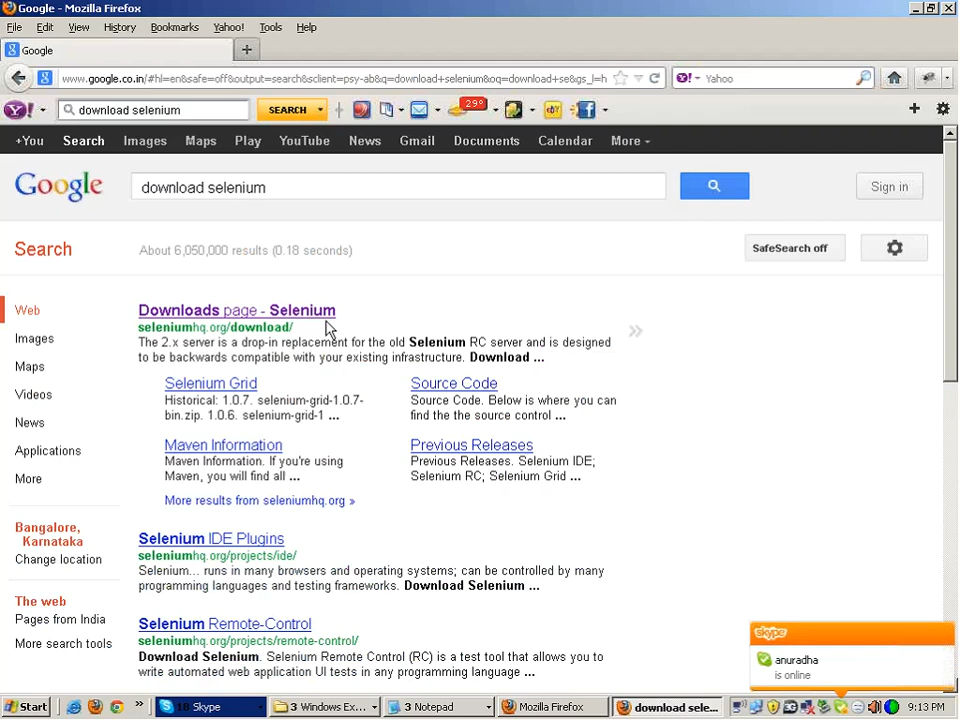 Google - Mozilla Firefox
File Edit View History Bookmarks Yahoo! Tools Help
Google
www.google.co.in/#hl=en&safe=off&output=search&sclient=psy-ab&q=download+selenium&oq=download+se&gs_l=h
Yahoo
download selenium SEARCH 29°
+You Search Images Maps Play YouTube News Gmail Documents Calendar More
Google download selenium Sign in
Search About 6,050,000 results (0.18 seconds) SafeSearch off
Web
Images
Maps
Videos
News
Applications
More
Bangalore,
Karnataka
Change location
The web
Pages from India
More search tools
Downloads page - Selenium
seleniumhq.org/download/
The 2.x server is a drop-in replacement for the old Selenium RC server and is designed
to be backwards compatible with your existing infrastructure. Download ...
Selenium Grid
Historical: 1.0.7. selenium-grid-1.0.7-
bin.zip. 1.0.6. selenium-grid-1 ...
Source Code
Source Code. Below is where you can
find the the source control ...
Maven Information
Maven Information. If you're using
Maven, you will find all ...
Previous Releases
Previous Releases. Selenium IDE;
Selenium RC; Selenium Grid ...
More results from seleniumhq.org »
Selenium IDE Plugins
seleniumhq.org/projects/ide/
Selenium... runs in many browsers and operating systems; can be controlled by many
programming languages and testing frameworks. Download Selenium ...
Selenium Remote-Control
seleniumhq.org/projects/remote-control/
Download Selenium. Selenium Remote Control (RC) is a test tool that allows you to
write automated web application UI tests in any programming language ...
skype
anuradha
is online
Start 10 Skype 3 Windows Ex... 3 Notepad Mozilla Firefox download sele... 9:13 PM